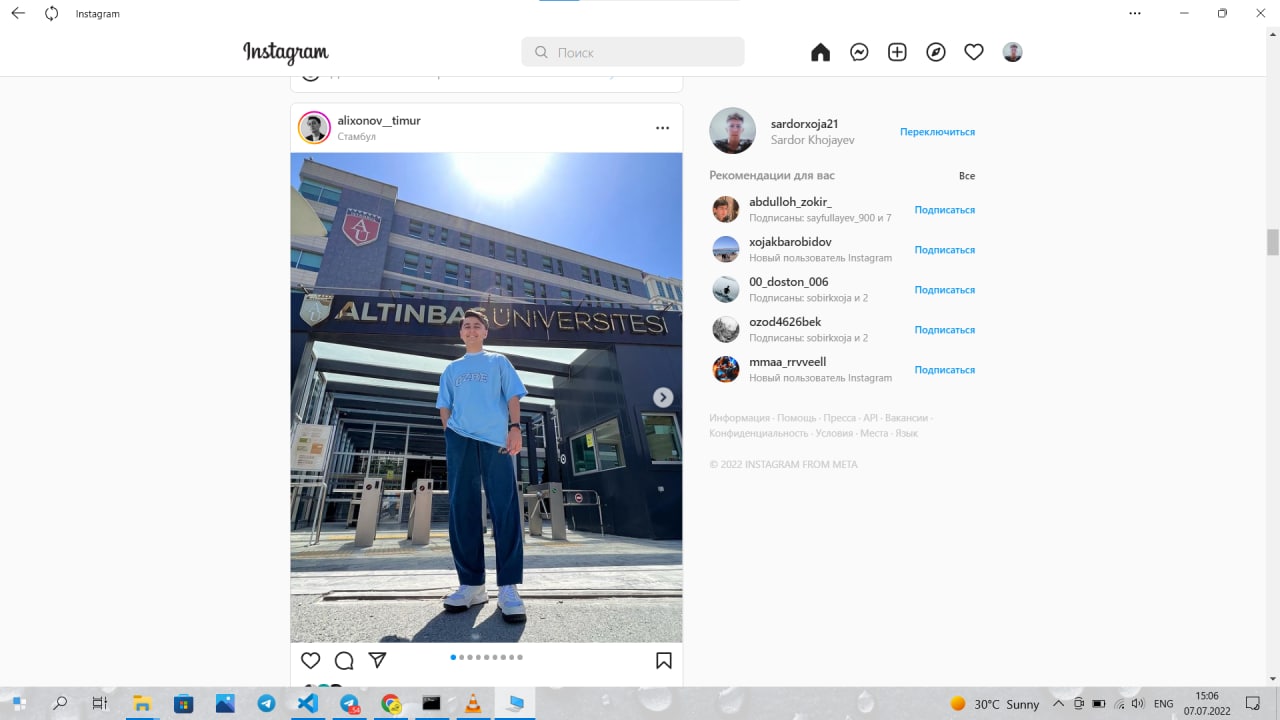 Instagram
Instagram
Поиск
alixonov__timur
Стамбул
ISTANBUL
AU
ALTINBAŞ ÜNIVERSITESI
sardorxoja21
Sardor Khojayev
Переключиться
Рекомендации для вас
Все
abdulloh_zokir_
Подписаны: sayfullayev_900 и 7
Подписаться
xojakbarobidov
Новый пользователь Instagram
Подписаться
00_doston_006
Подписаны: sobirkxoja и 2
Подписаться
ozod4626bek
Подписаны: sobirkxoja и 2
Подписаться
mmaa_rrvveell
Новый пользователь Instagram
Подписаться
Информация · Помощь · Пресса · API · Вакансии ·
Конфиденциальность · Условия · Места · Язык
© 2022 INSTAGRAM FROM META
30°C Sunny
ENG
15:06
07.07.2022